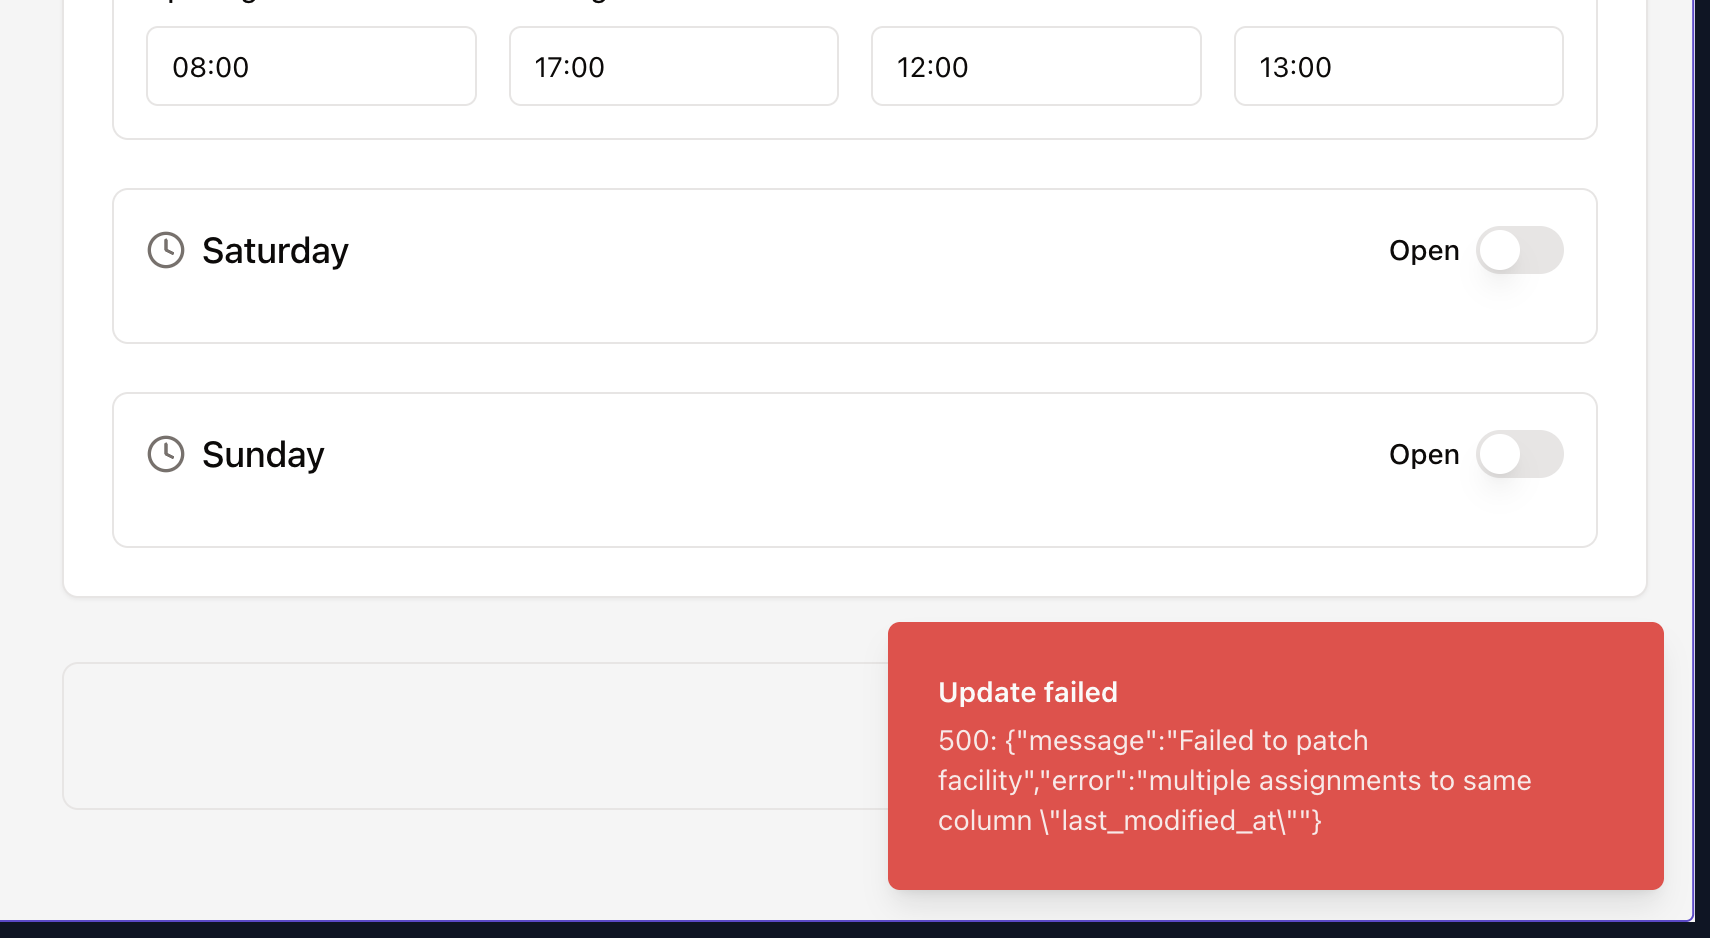 08:00 17:00 12:00 13:00
Saturday Open
Sunday Open
Update failed
500: {"message":"Failed to patch
facility","error":"multiple assignments to same
column \"last_modified_at\""}